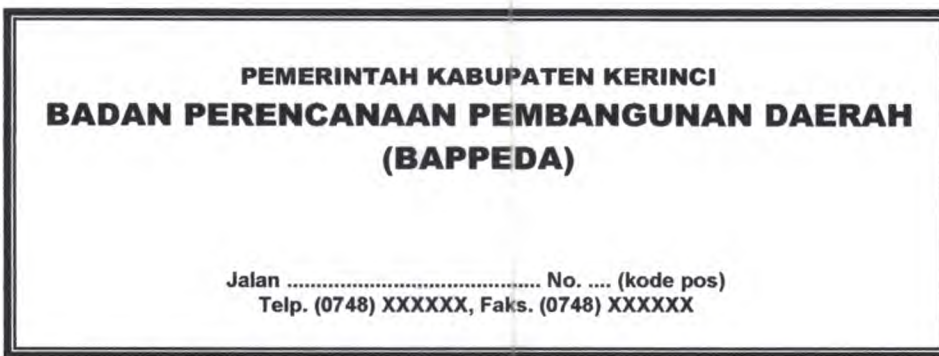 PEMERINTAH KABUPATEN KERINCI
BADAN PERENCANAAN PEMBANGUNAN DAERAH
(BAPPEDA)
Jalan ............................................ No. .... (kode pos)
Telp. (0748) XXXXXX, Faks. (0748) XXXXXX